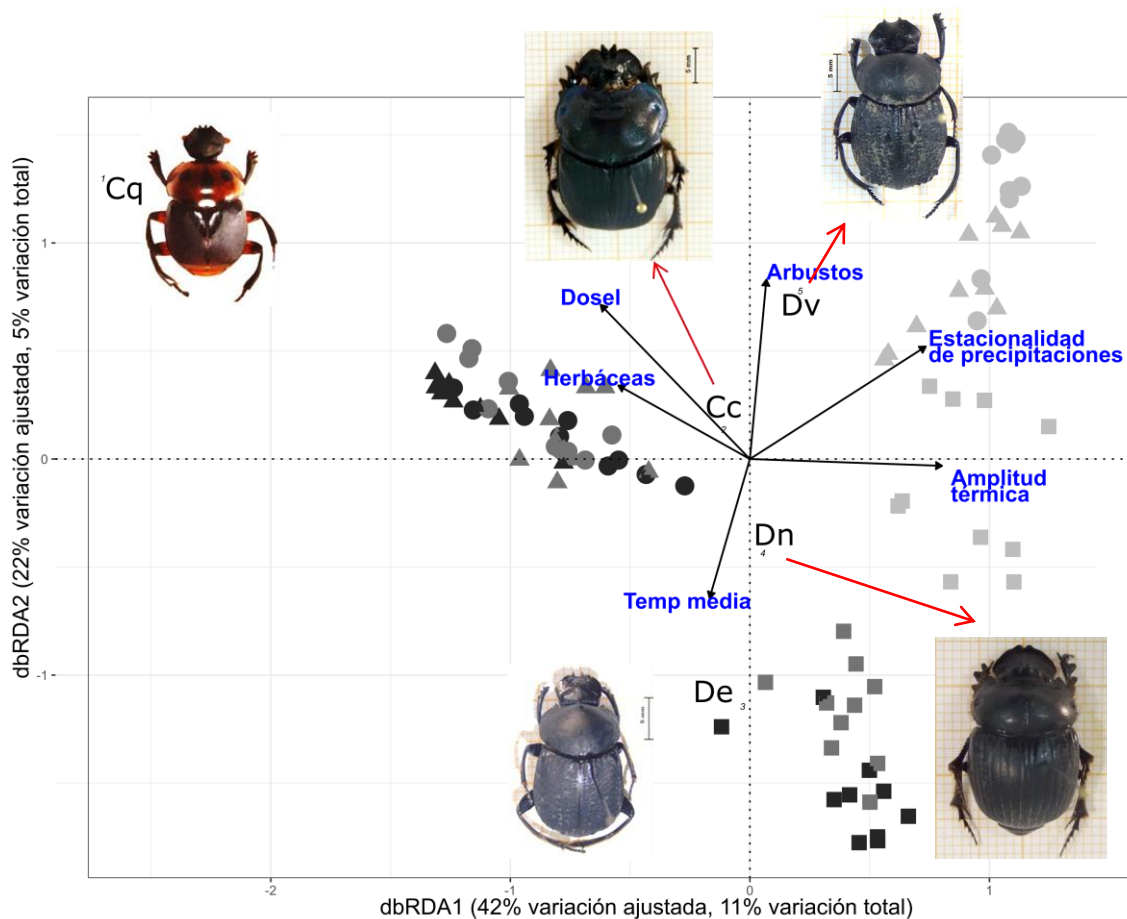 5 mm
5 mm
1
Cq
1
Arbustos
Dosel
5
Dv
Estacionalidad
de precipitaciones
Herbáceas
Cc
2
0
Amplitud
térmica
Dn
4
Temp media
-1
De
3
5 mm
-2
-1
0
1
dbRDA1 (42% variación ajustada, 11% variación total)
dbRDA2 (22% variación ajustada, 5% variación total)